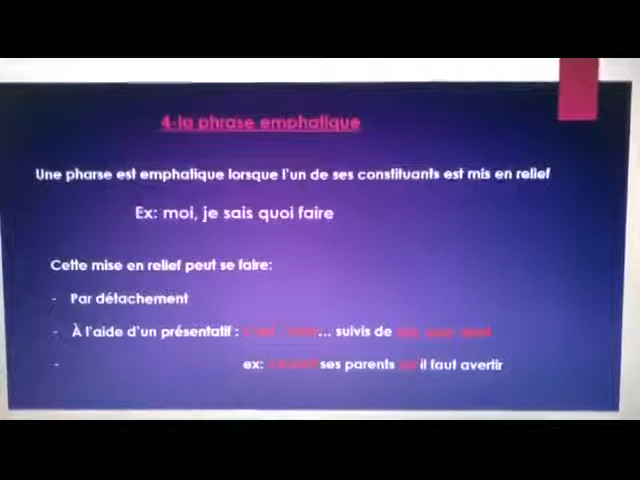 4-la phrase emphatique
Une pharse est emphatique lorsque l'un de ses constituants est mis en relief
Ex: moi, je sais quoi faire
Cette mise en relief peut se faire:
- Par détachement
- À l'aide d'un présentatif : ... suivis de
- ex: ses parents il faut avertir